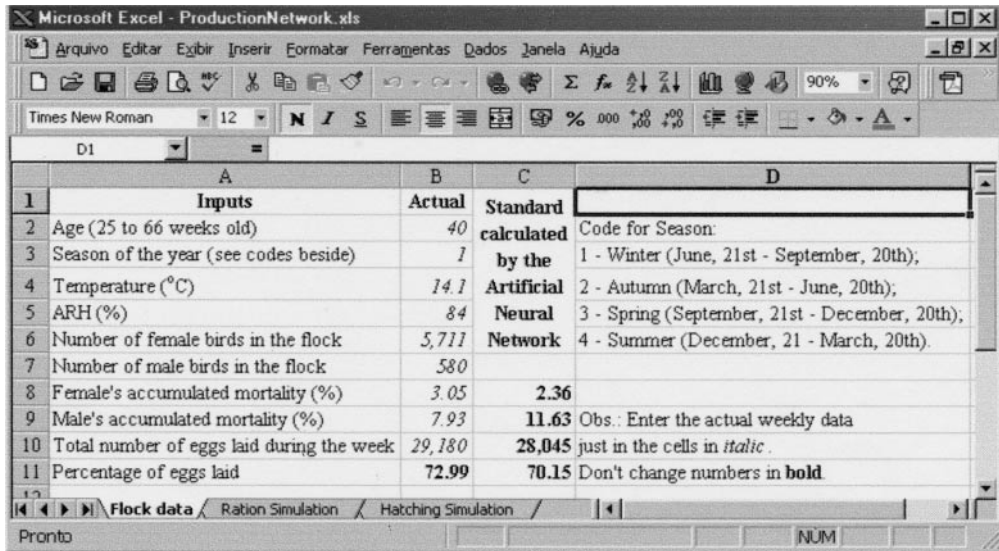 Microsoft Excel - ProductionNetwork.xls
Arquivo Editar Exibir Inserir Formatar Ferramentas Dados Janela Ajuda
90%
Times New Roman 12 N I S % 000
D1 =
A B C D
1 Inputs Actual Standard
2 Age (25 to 66 weeks old) 40 calculated Code for Season:
3 Season of the year (see codes beside) 1 by the 1 - Winter (June, 21st - September, 20th);
4 Temperature (°C) 14.1 Artificial 2 - Autumn (March, 21st - June, 20th);
5 ARH (%) 84 Neural 3 - Spring (September, 21st - December, 20th);
6 Number of female birds in the flock 5,711 Network 4 - Summer (December, 21 - March, 20th).
7 Number of male birds in the flock 580
8 Female's accumulated mortality (%) 3.05 2.36
9 Male's accumulated mortality (%) 7.93 11.63 Obs.: Enter the actual weekly data
10 Total number of eggs laid during the week 29,180 28,045 just in the cells in italic .
11 Percentage of eggs laid 72.99 70.15 Don't change numbers in bold.
12
Flock data Ration Simulation Hatching Simulation
Pronto NÚM